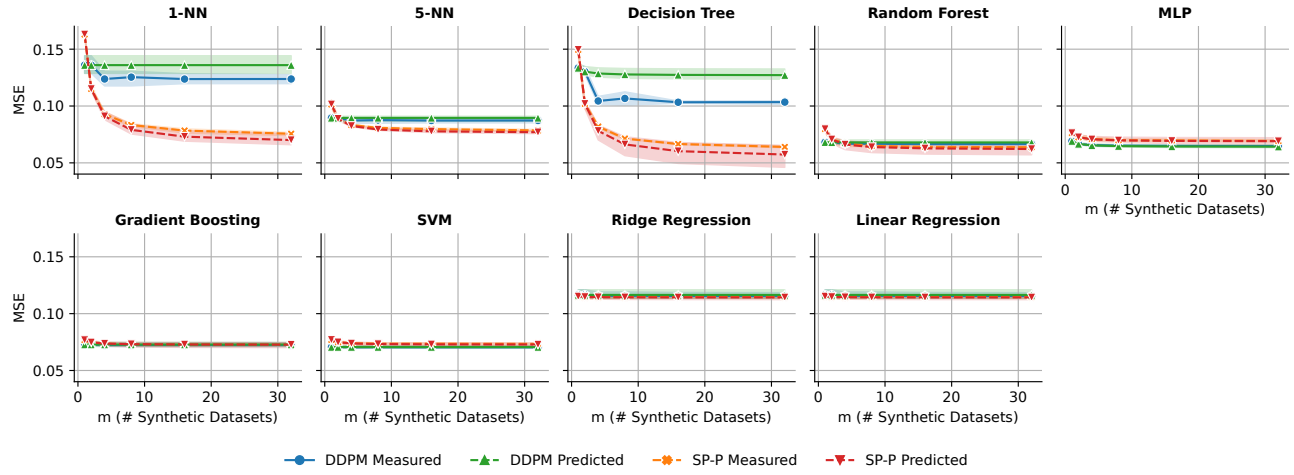 1-NN
5-NN
Decision Tree
Random Forest
MLP
0.15
0.10
0.05
MSE
0 10 20 30
m (# Synthetic Datasets)
Gradient Boosting
SVM
Ridge Regression
Linear Regression
0.15
0.10
0.05
MSE
0 10 20 30
0 10 20 30
0 10 20 30
0 10 20 30
m (# Synthetic Datasets)
m (# Synthetic Datasets)
m (# Synthetic Datasets)
m (# Synthetic Datasets)
DDPM Measured
DDPM Predicted
SP-P Measured
SP-P Predicted